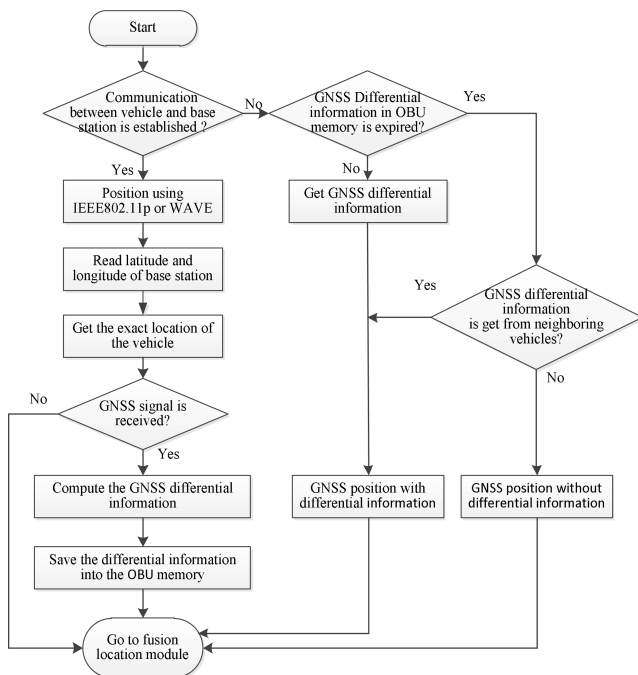 Start
Communication
between vehicle and base
station is established ?
No
GNSS Differential
information in OBU
memory is expired?
Yes
Yes
No
Position using
IEEE802.11p or WAVE
Get GNSS differential
information
Read latitude and
longitude of base station
Yes
GNSS differential
information
is get from neighboring
vehicles?
Get the exact location of
the vehicle
No
No
GNSS signal is
received?
Yes
Compute the GNSS differential
information
GNSS position with
differential information
GNSS position without
differential information
Save the differential information
into the OBU memory
Go to fusion
location module